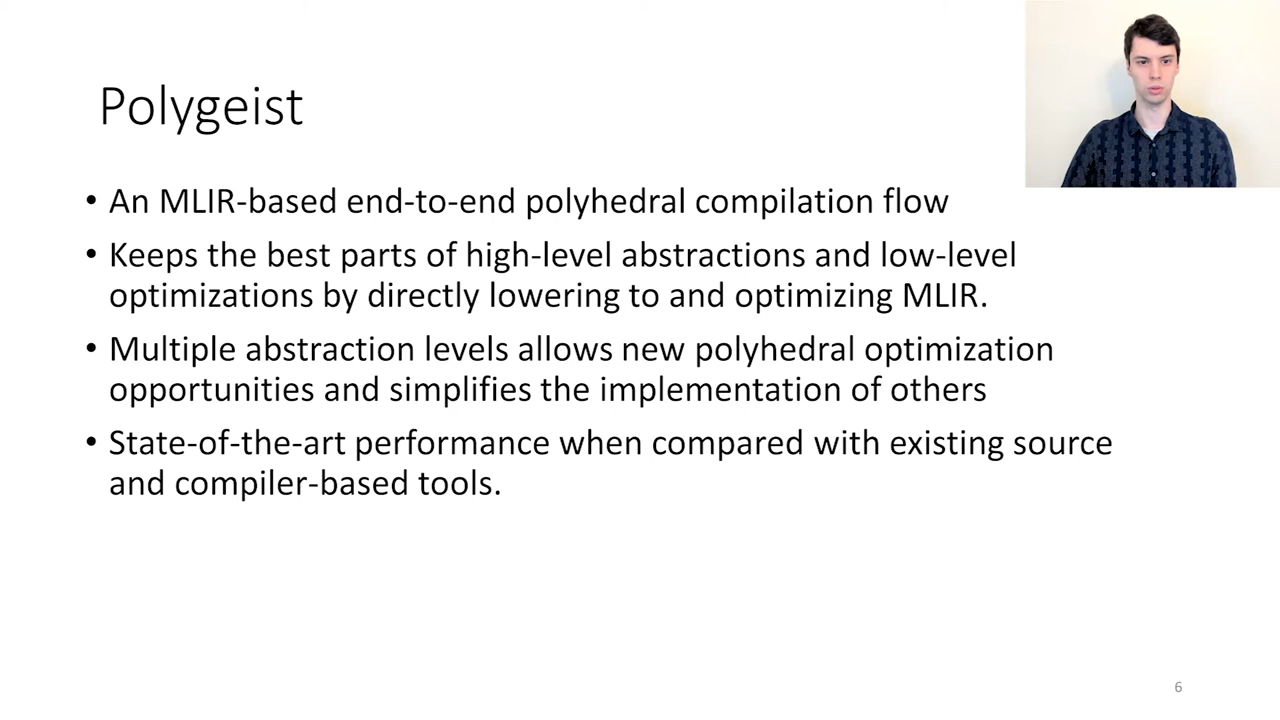 Polygeist
• An MLIR-based end-to-end polyhedral compilation flow
• Keeps the best parts of high-level abstractions and low-level
optimizations by directly lowering to and optimizing MLIR.
• Multiple abstraction levels allows new polyhedral optimization
opportunities and simplifies the implementation of others
• State-of-the-art performance when compared with existing source
and compiler-based tools.
6